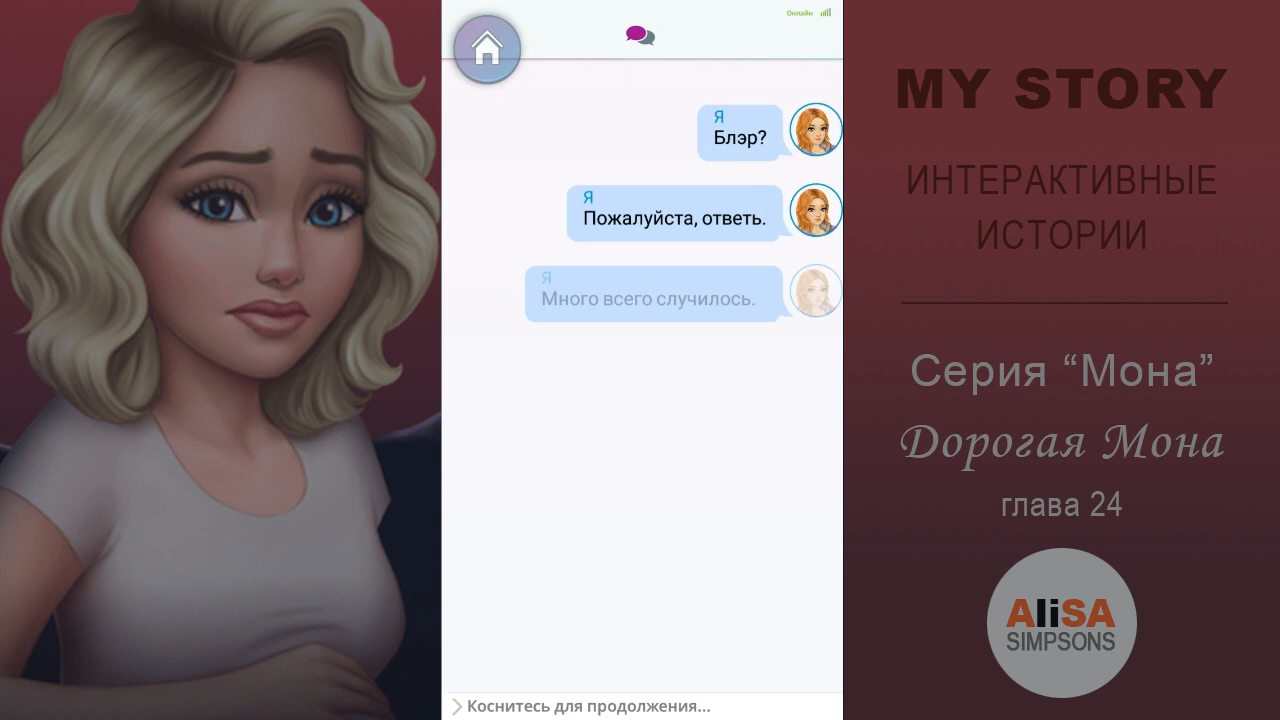 Онлайн
Я
Блэр?
Я
Пожалуйста, ответь.
Я
Много всего случилось.
Коснитесь для продолжения...
MY STORY
ИНТЕРАКТИВНЫЕ
ИСТОРИИ
Серия “Мона”
Дорогая Мона
глава 24
AliSA
SIMPSONS